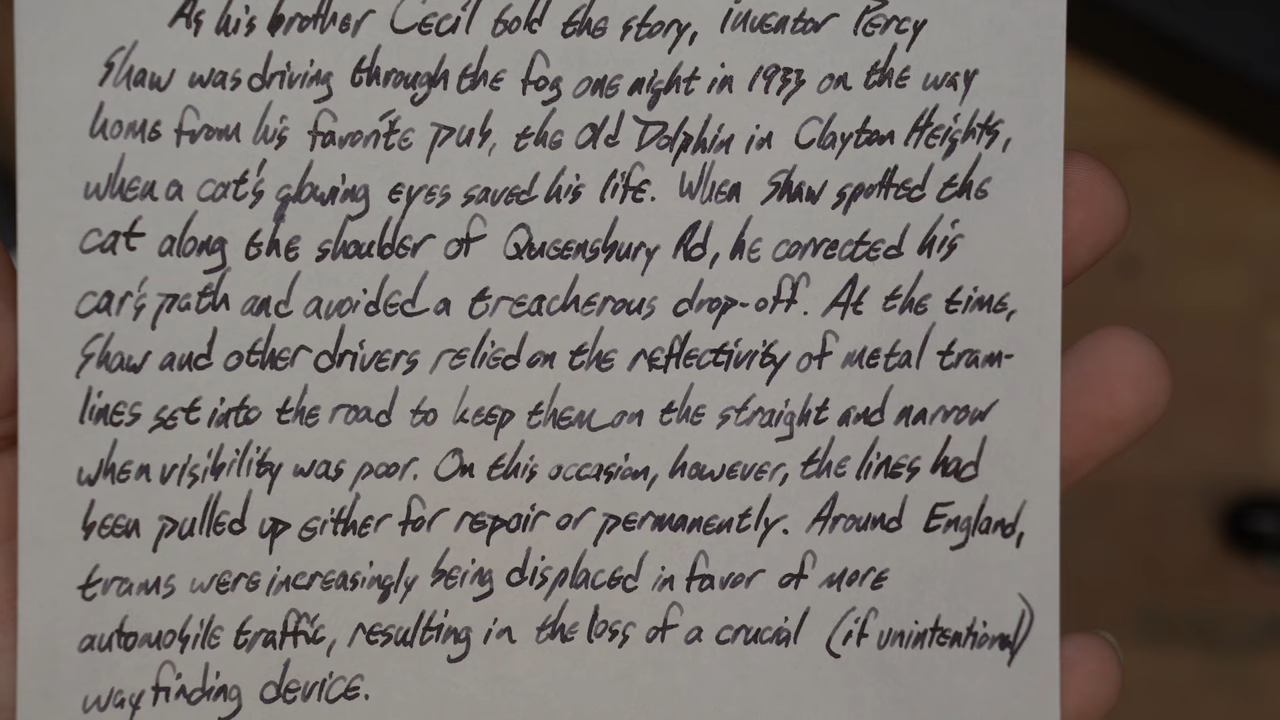 As his brother Cecil told the story, inventor Percy
Shaw was driving through the fog one night in 1933 on the way
home from his favorite pub, the Old Dolphin in Clayton Heights,
when a cat's glowing eyes saved his life. When Shaw spotted the
cat along the shoulder of Queensbury Rd, he corrected his
car's path and avoided a treacherous drop-off. At the time,
Shaw and other drivers relied on the reflectivity of metal tram-
lines set into the road to keep them on the straight and narrow
when visibility was poor. On this occasion, however, the lines had
been pulled up either for repair or permanently. Around England,
trams were increasingly being displaced in favor of more
automobile traffic, resulting in the loss of a crucial (if unintentional)
wayfinding device.